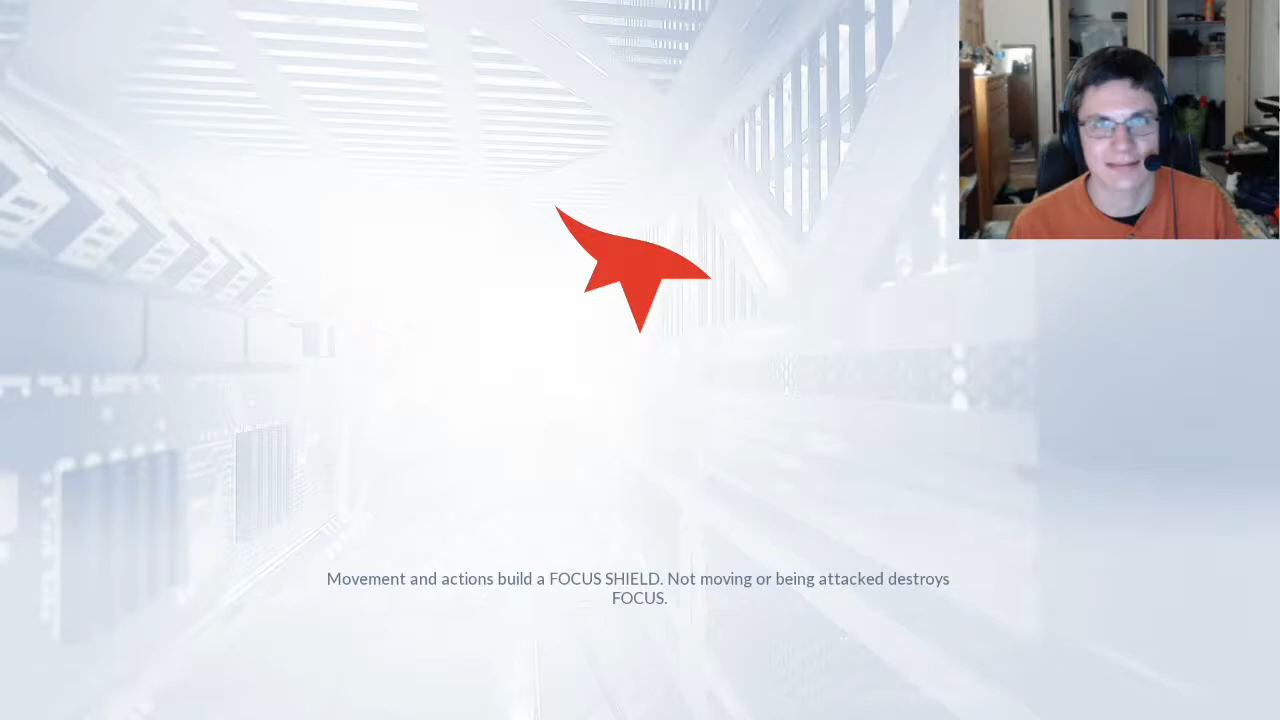 Movement and actions build a FOCUS SHIELD. Not moving or being attacked destroys
FOCUS.